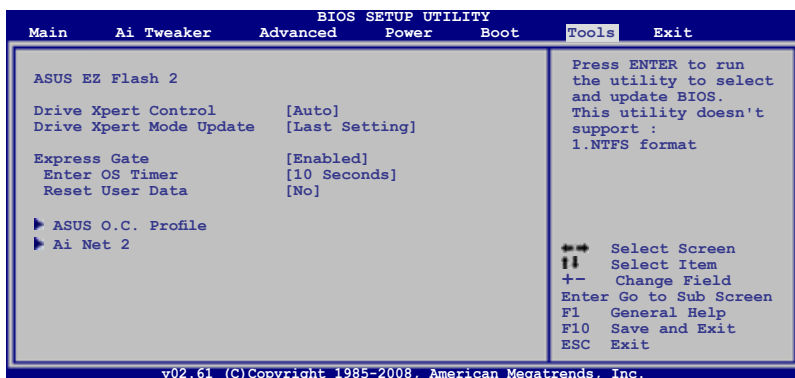 BIOS SETUP UTILITY
Main Ai Tweaker Advanced Power Boot Tools Exit
ASUS EZ Flash 2
Drive Xpert Control [Auto]
Drive Xpert Mode Update [Last Setting]
Express Gate [Enabled]
Enter OS Timer [10 Seconds]
Reset User Data [No]
ASUS O.C. Profile
Ai Net 2
Press ENTER to run
the utility to select
and update BIOS.
This utility doesn't
support :
1.NTFS format
Select Screen
Select Item
+- Change Field
Enter Go to Sub Screen
F1 General Help
F10 Save and Exit
ESC Exit
v02.61 (C)Copyright 1985-2008, American Megatrends, Inc.